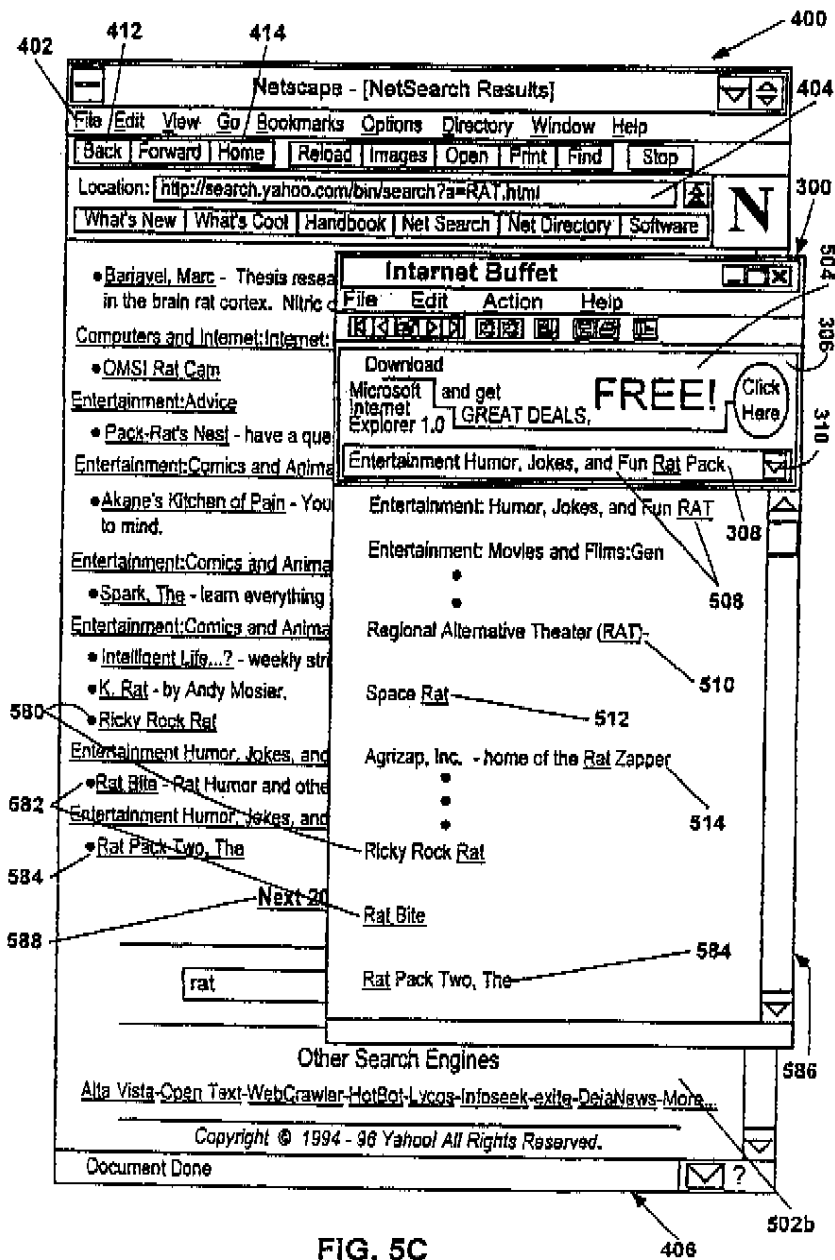 412 414 400
402
Netscape - [NetSearch Results]
404
File Edit View Go Bookmarks Options Directory Window Help
Back Forward Home Reload Images Open Print Find Stop
Location: http://search.yahoo.com/bin/search?a=RAT.html
N
300
What's New What's Cool Handbook Net Search Net Directory Software
504
Internet Buffet
• Bariavel, Marc - Thesis resea
in the brain rat cortex. Nitric
File Edit Action Help
306
Computers and Internet:Internet:
• OMSI Rat Cam
Download
Microsoft Internet Explorer 1.0 and get
GREAT DEALS,
FREE!
Click Here
310
Entertainment:Advice
• Pack-Rat's Nest - have a que
Entertainment:Comics and Anima
Entertainment Humor, Jokes, and Fun Rat Pack
308
• Akane's Kitchen of Pain - You
to mind.
Entertainment: Humor, Jokes, and Fun RAT
Entertainment: Movies and Films:Gen
508
Entertainment:Comics and Anima
• Spark, The - learn everything
Entertainment:Comics and Anima
• Intelligent Life...? - weekly stri
• K. Rat - by Andy Mosier,
580
• Ricky Rock Rat
Regional Alternative Theater (RAT)-
510
Space Rat
512
Entertainment Humor, Jokes, and
682
• Rat Bite - Rat Humor and othe
Entertainment Humor, Jokes, and
584
• Rat Pack Two, The
Agrizap, Inc. - home of the Rat Zapper
514
Ricky Rock Rat
588
Next 20
Rat Bite
584
Rat Pack Two, The
586
rat
Other Search Engines
Alta Vista-Open Text-WebCrawler-HotBot-Lycos-Infoseek-exite-DejaNews-More...
Copyright © 1994 - 96 Yahoo! All Rights Reserved.
Document Done
?
502b
406
FIG. 5C